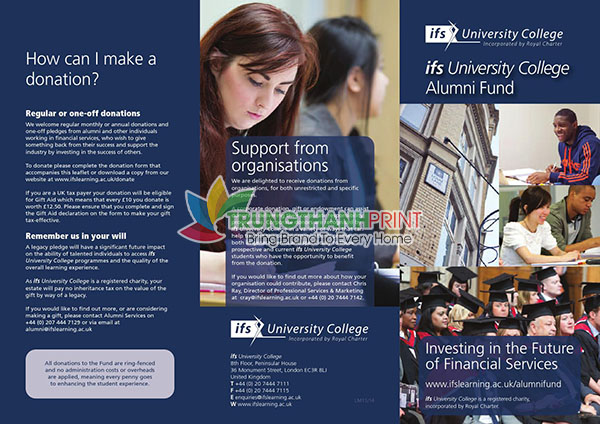 How can I make a
donation?
Regular or one-off donations
We welcome regular monthly or annual donations and
one-off pledges from alumni and other individuals
working in financial services, who wish to give
something back from their success and support the
industry by investing in the success of others.
To donate please complete the donation form that
accompanies this leaflet or download a copy from our
website at www.ifslearning.ac.uk/donate
If you are a UK tax payer your donation will be eligible
for Gift Aid which means that every £10 you donate is
worth £12.50. Please ensure that you complete and sign
the Gift Aid declaration on the form to make your gift
tax-effective.
Remember us in your will
A legacy pledge will have a significant future impact
on the ability of talented individuals to access ifs
University College programmes and the quality of the
overall learning experience.
As ifs University College is a registered charity, your
estate will pay no inheritance tax on the value of the
gift by way of a legacy.
If you would like to find out more, or are considering
making a gift, please contact Alumni Services on
+44 (0) 207 444 7129 or via email at
alumni@ifslearning.ac.uk
All donations to the Fund are ring-fenced
and no administration costs or overheads
are applied, meaning every penny goes
to enhancing the student experience.
Support from
organisations
We are delighted to receive donations from
organisations, for both unrestricted and specific
purposes.
donation, gift or endowment can assist
TRUNGTHANHPRINT
Bring Brand to Every Home
help
both
prospective and current ifs University College
students who have the opportunity to benefit
from the donation.
If you would like to find out more about how your
organisation could contribute, please contact Chris
Ray, Director of Professional Services & Marketing
at cray@ifslearning.ac.uk or +44 (0) 20 7444 7142.
ifs University College
Incorporated by Royal Charter
ifs University College
8th Floor, Peninsular House
36 Monument Street, London EC3R 8LJ
United Kingdom
T +44 (0) 20 7444 7111
F +44 (0) 20 7444 7115
E enquiries@ifslearning.ac.uk
W www.ifslearning.ac.uk
ifs University College
Incorporated by Royal Charter
ifs University College
Alumni Fund
Investing in the Future
of Financial Services
www.ifslearning.ac.uk/alumnifund
ifs University College is a registered charity,
incorporated by Royal Charter.